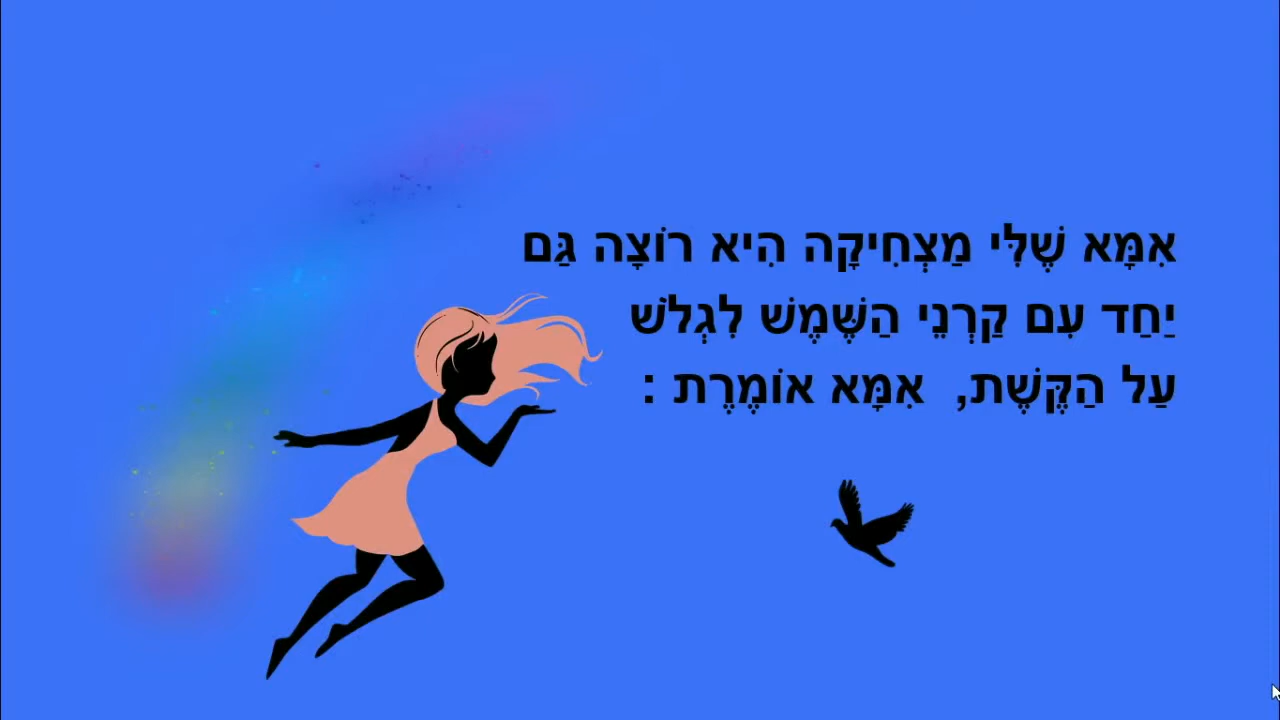 אִמָּא שֶׁלִּי מַצְחִיקָה הִיא רוֹצָה גַּם
יַחַד עִם קַרְנֵי הַשֶּׁמֶשׁ לִגְלֹשׁ
עַל הַקֶּשֶׁת,  אִמָּא אוֹמֶרֶת :